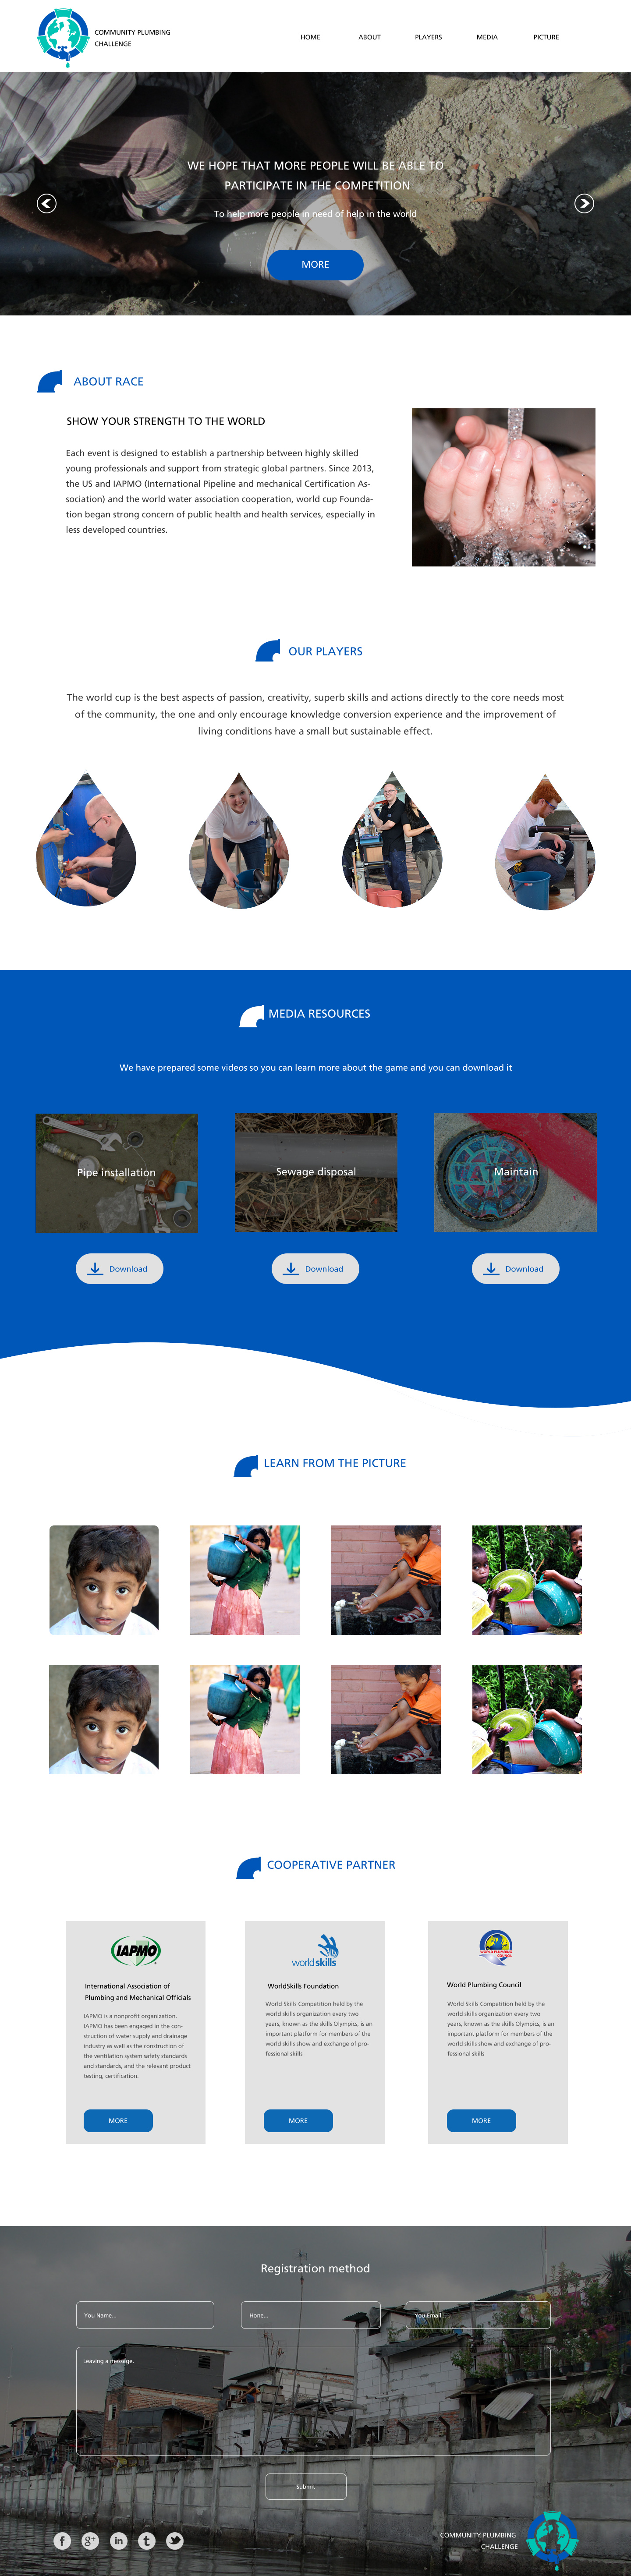 COMMUNITY PLUMBING
CHALLENGE
HOME
ABOUT
PLAYERS
MEDIA
PICTURE
WE HOPE THAT MORE PEOPLE WILL BE ABLE TO
PARTICIPATE IN THE COMPETITION
To help more people in need of help in the world
MORE
ABOUT RACE
SHOW YOUR STRENGTH TO THE WORLD
Each event is designed to establish a partnership between highly skilled
young professionals and support from strategic global partners. Since 2013,
the US and IAPMO (International Pipeline and mechanical Certification As-
sociation) and the world water association cooperation, world cup Founda-
tion began strong concern of public health and health services, especially in
less developed countries.
OUR PLAYERS
The world cup is the best aspects of passion, creativity, superb skills and actions directly to the core needs most
of the community, the one and only encourage knowledge conversion experience and the improvement of
living conditions have a small but sustainable effect.
MEDIA RESOURCES
We have prepared some videos so you can learn more about the game and you can download it
Pipe installation
Sewage disposal
Maintain
Download
Download
Download
LEARN FROM THE PICTURE
COOPERATIVE PARTNER
IAPMO
International Association of
Plumbing and Mechanical Officials
IAPMO is a nonprofit organization.
IAPMO has been engaged in the con-
struction of water supply and drainage
industry as well as the construction of
the ventilation system safety standards
and standards, and the relevant product
testing, certification.
MORE
worldskills
WorldSkills Foundation
World Skills Competition held by the
world skills organization every two
years, known as the skills Olympics, is an
important platform for members of the
world skills show and exchange of pro-
fessional skills
MORE
WORLD PLUMBING
COUNCIL
World Plumbing Council
World Skills Competition held by the
world skills organization every two
years, known as the skills Olympics, is an
important platform for members of the
world skills show and exchange of pro-
fessional skills
MORE
Registration method
You Name...
Hone...
You Email...
Leaving a message.
Submit
COMMUNITY PLUMBING
CHALLENGE